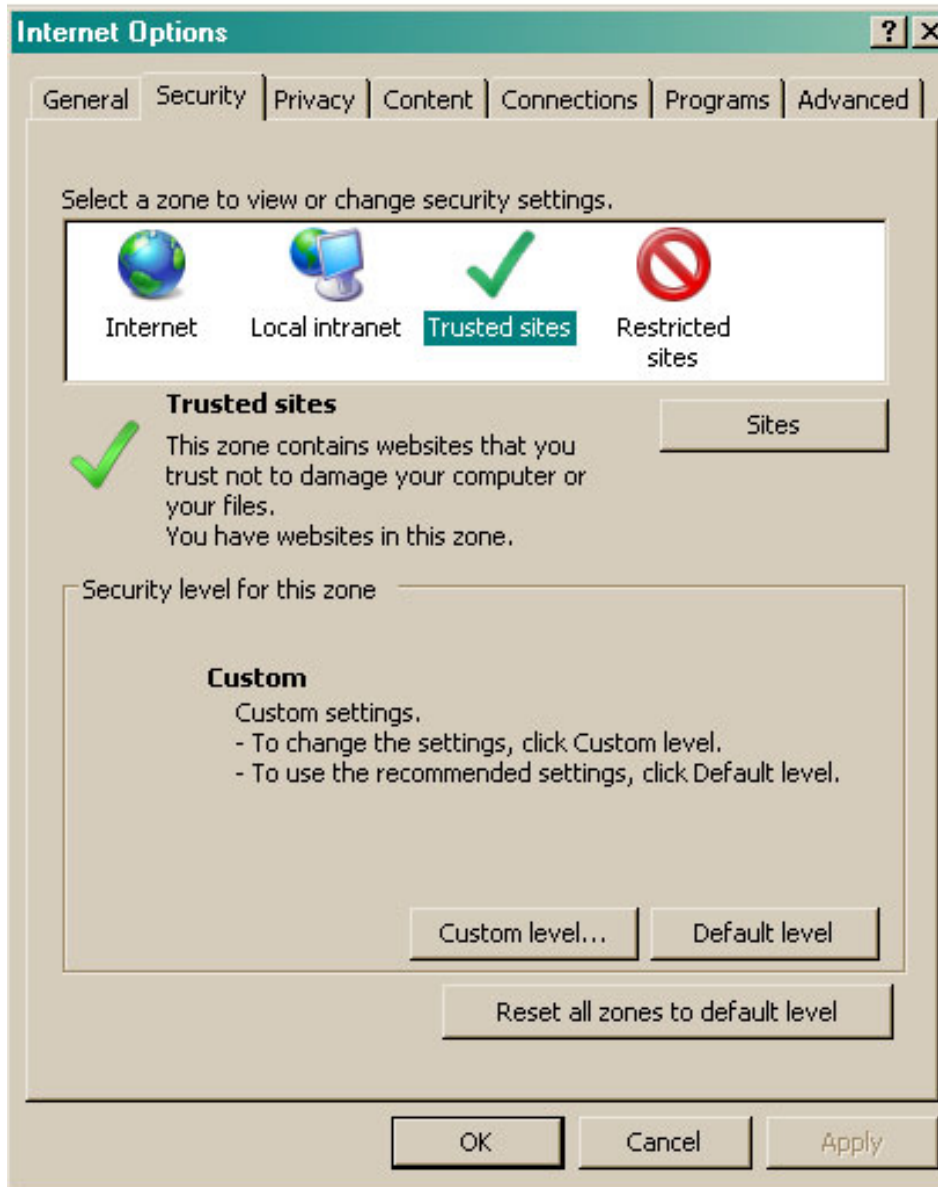 Internet Options
? X
General Security Privacy Content Connections Programs Advanced
Select a zone to view or change security settings.
Internet Local intranet Trusted sites Restricted
sites
Trusted sites
Sites
This zone contains websites that you
trust not to damage your computer or
your files.
You have websites in this zone.
Security level for this zone
Custom
Custom settings.
- To change the settings, click Custom level.
- To use the recommended settings, click Default level.
Custom level... Default level
Reset all zones to default level
OK Cancel Apply